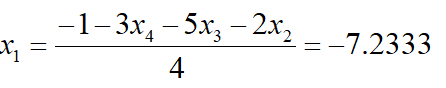 x₁ = (−1−3x₄ −5x₃ −2x₂)/4 = −7.2333